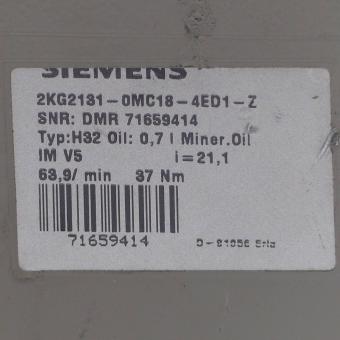 SIEMENS
2KG2131-0MC18-4ED1-Z
SNR: DMR 71659414
Typ:H32 Oil: 0,7 l Miner.Oil
IM V5 i=21,1
63,9/ min 37 Nm
71659414
D-91056